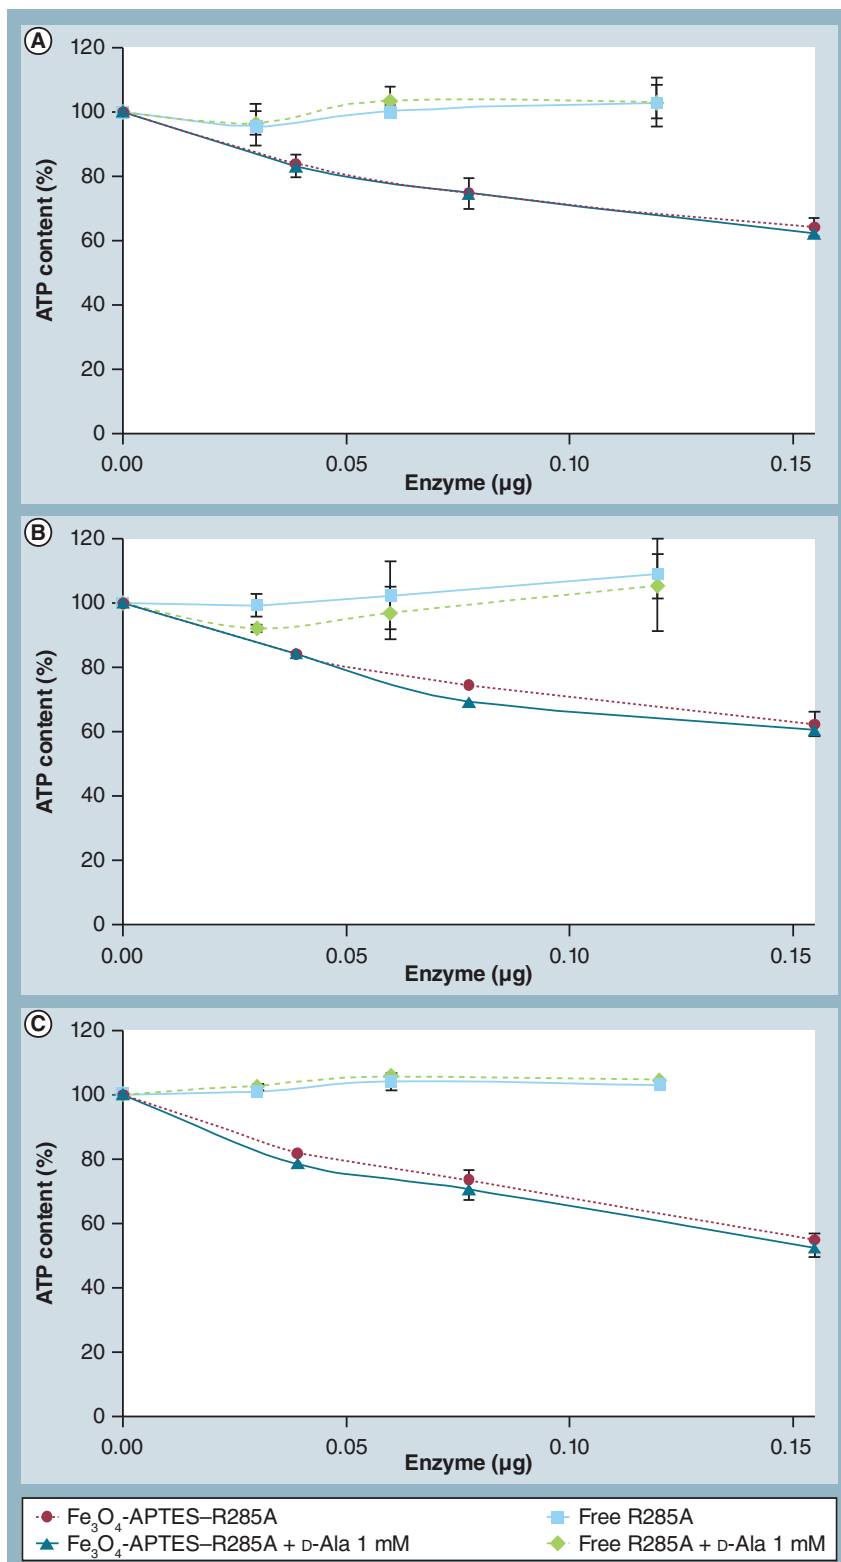 A
120
100
80
60
40
20
0
ATP content (%)
0.00 0.05 0.10 0.15
Enzyme (µg)
B
120
100
80
60
40
20
0
ATP content (%)
0.00 0.05 0.10 0.15
Enzyme (µg)
C
120
100
80
60
40
20
0
ATP content (%)
0.00 0.05 0.10 0.15
Enzyme (µg)
Fe₃O₄-APTES–R285A Free R285A
Fe₃O₄-APTES–R285A + D-Ala 1 mM Free R285A + D-Ala 1 mM